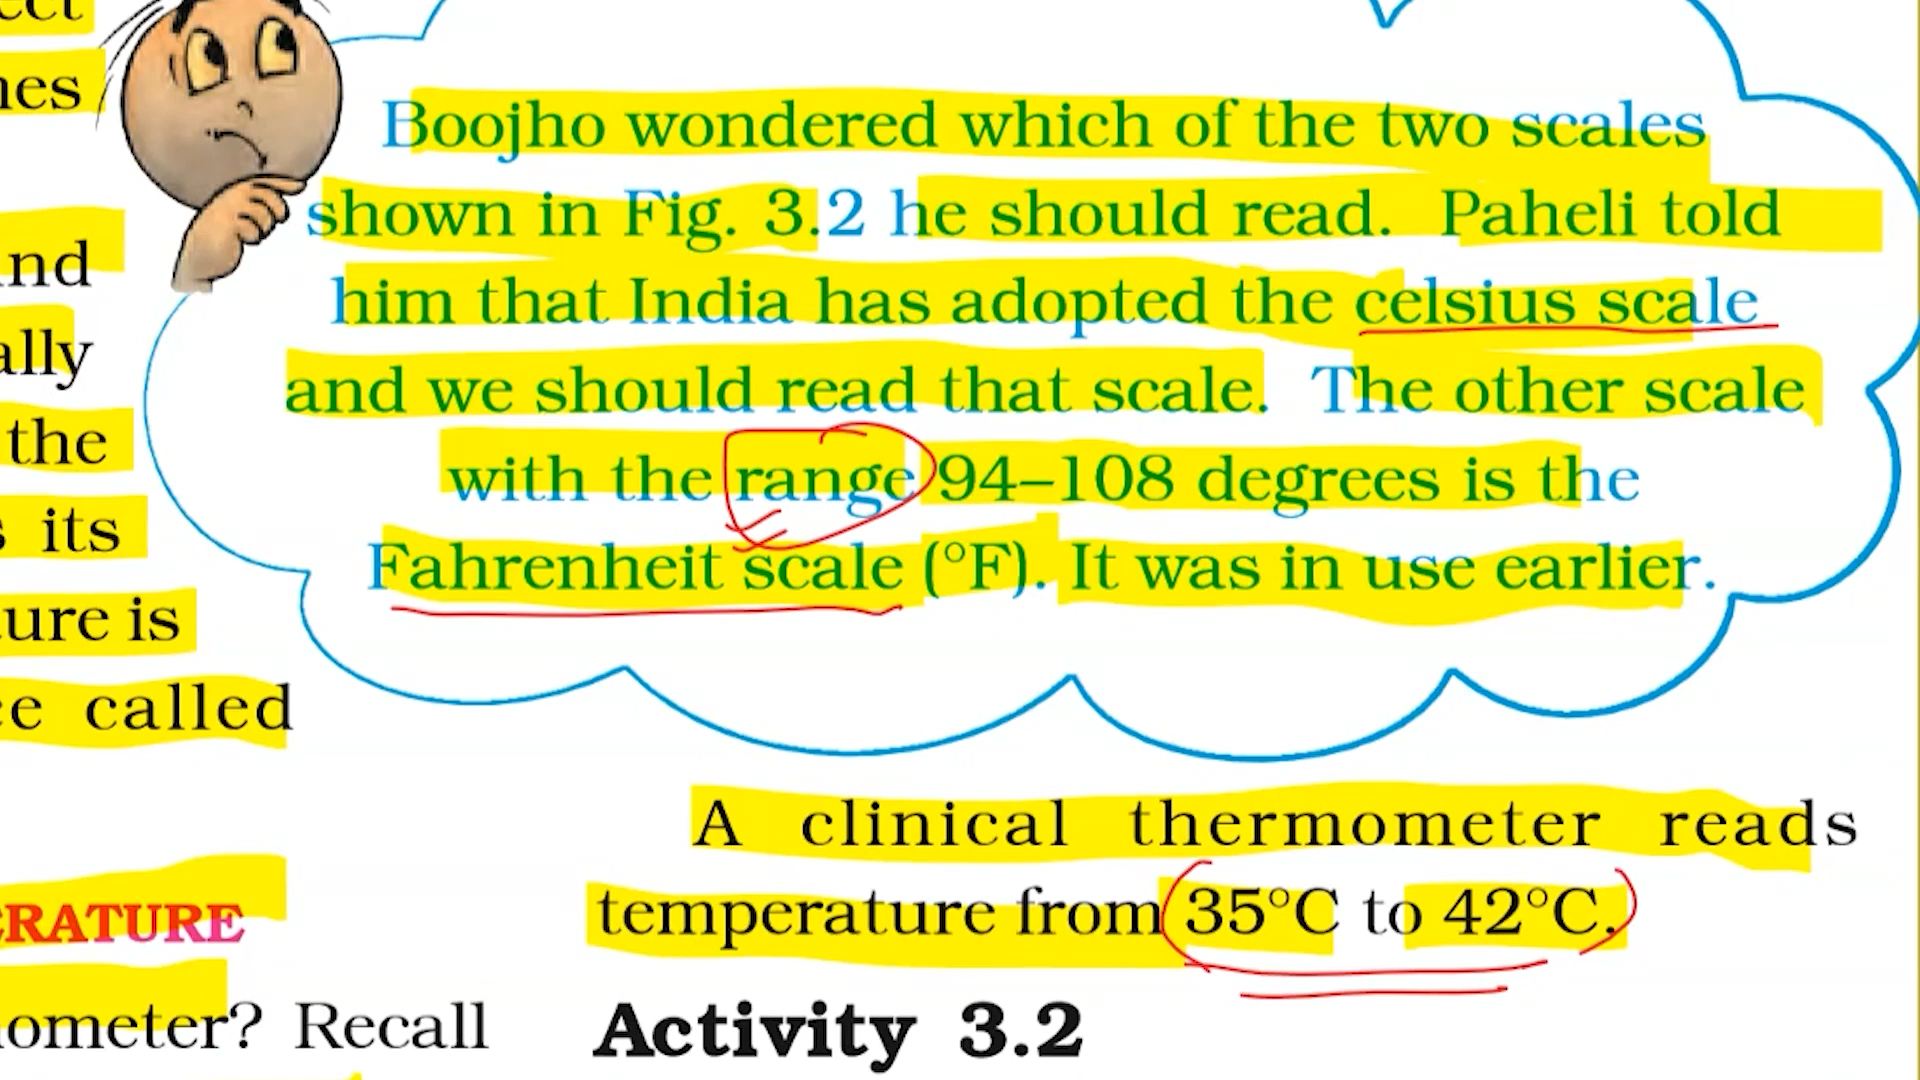 nd
ally
the
s its
ure is
called
RATURE
ometer? Recall
Boojho wondered which of the two scales
shown in Fig. 3.2 he should read. Paheli told
him that India has adopted the celsius scale
and we should read that scale. The other scale
with the range 94–108 degrees is the
Fahrenheit scale (°F). It was in use earlier.
A clinical thermometer reads
temperature from 35°C to 42°C.
Activity 3.2